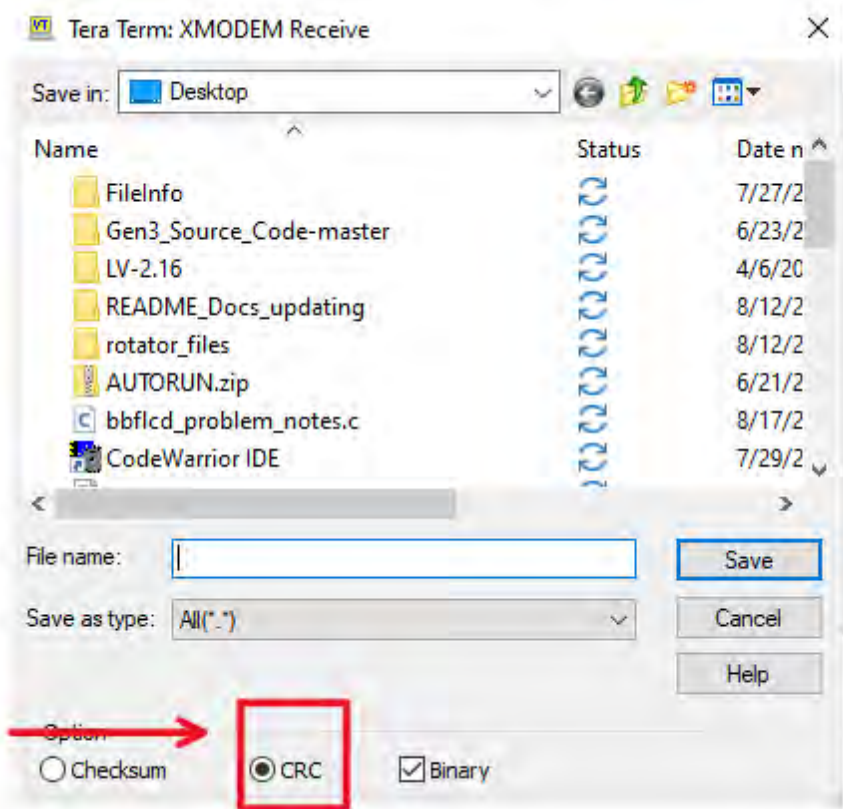 VT Tera Term: XMODEM Receive
Save in: Desktop
Name Status Date n
FileInfo 7/27/2
Gen3_Source_Code-master 6/23/2
LV-2.16 4/6/20
README_Docs_updating 8/12/2
rotator_files 8/12/2
AUTORUN.zip 6/21/2
bbflcd_problem_notes.c 8/17/2
CodeWarrior IDE 7/29/2
File name: Save
Save as type: All(*.*) Cancel
Help
Option
Checksum CRC Binary